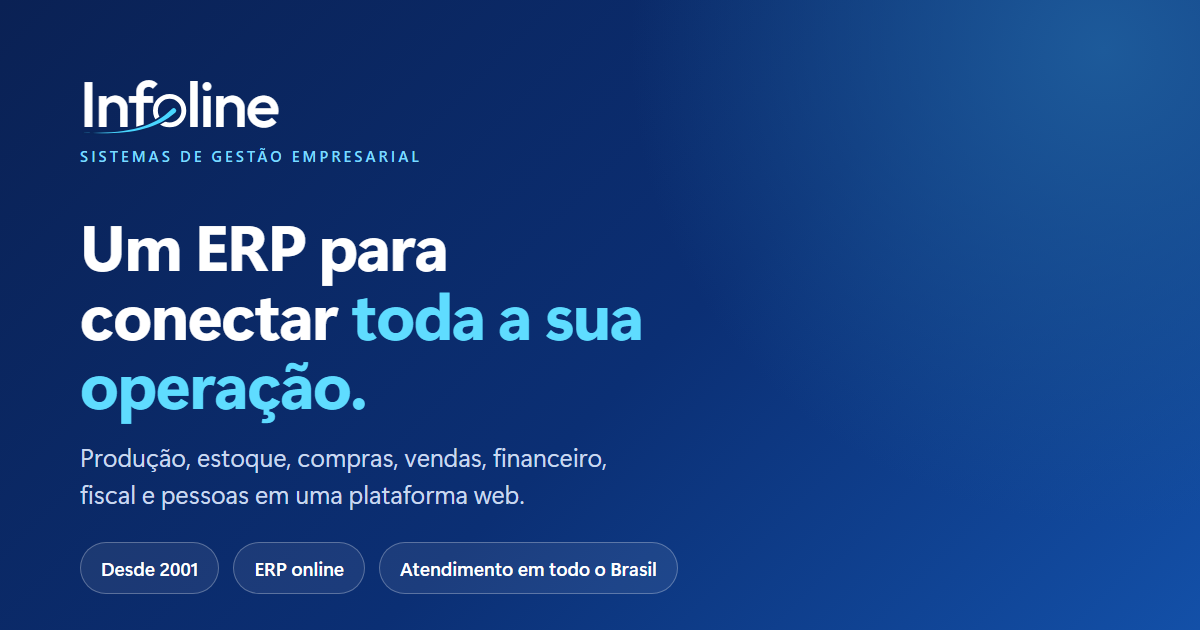 Infoline
SISTEMAS DE GESTÃO EMPRESARIAL
Um ERP para
conectar toda a sua
operação.
Produção, estoque, compras, vendas, financeiro,
fiscal e pessoas em uma plataforma web.
Desde 2001
ERP online
Atendimento em todo o Brasil